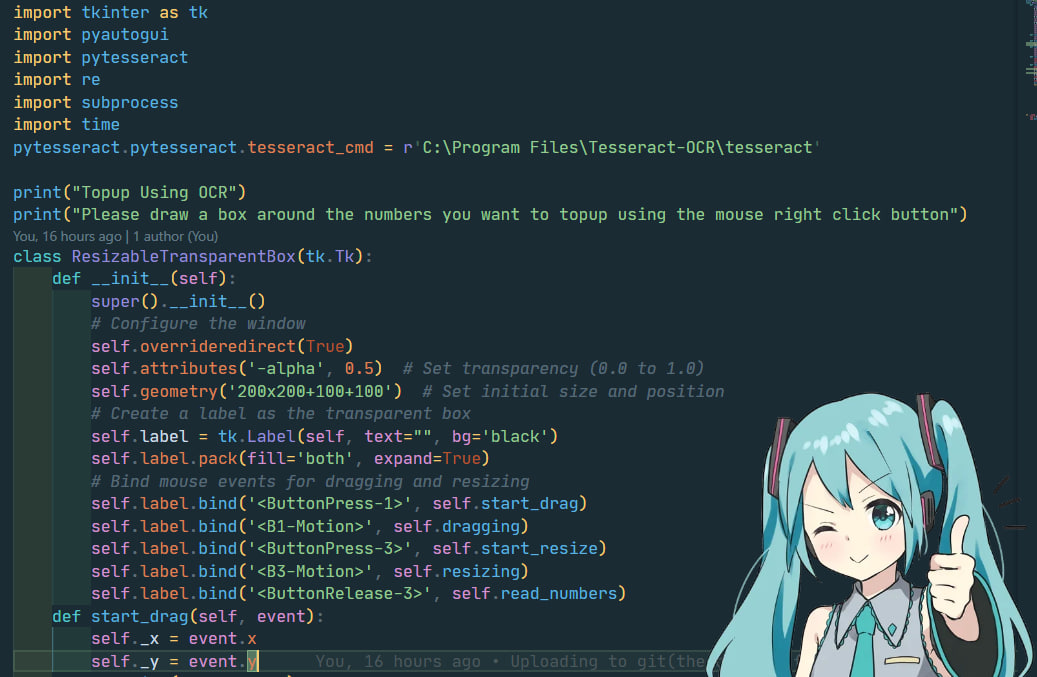 import tkinter as tk
import pyautogui
import pytesseract
import re
import subprocess
import time
pytesseract.pytesseract.tesseract_cmd = r'C:\Program Files\Tesseract-OCR\tesseract'
print("Topup Using OCR")
print("Please draw a box around the numbers you want to topup using the mouse right click button")
You, 16 hours ago | 1 author (You)
class ResizableTransparentBox(tk.Tk):
    def __init__(self):
        super().__init__()
        # Configure the window
        self.overrideredirect(True)
        self.attributes('-alpha', 0.5)  # Set transparency (0.0 to 1.0)
        self.geometry('200x200+100+100')  # Set initial size and position
        # Create a label as the transparent box
        self.label = tk.Label(self, text="", bg='black')
        self.label.pack(fill='both', expand=True)
        # Bind mouse events for dragging and resizing
        self.label.bind('<ButtonPress-1>', self.start_drag)
        self.label.bind('<B1-Motion>', self.dragging)
        self.label.bind('<ButtonPress-3>', self.start_resize)
        self.label.bind('<B3-Motion>', self.resizing)
        self.label.bind('<ButtonRelease-3>', self.read_numbers)
    def start_drag(self, event):
        self._x = event.x
        self._y = event.y You, 16 hours ago • Uploading to git(the